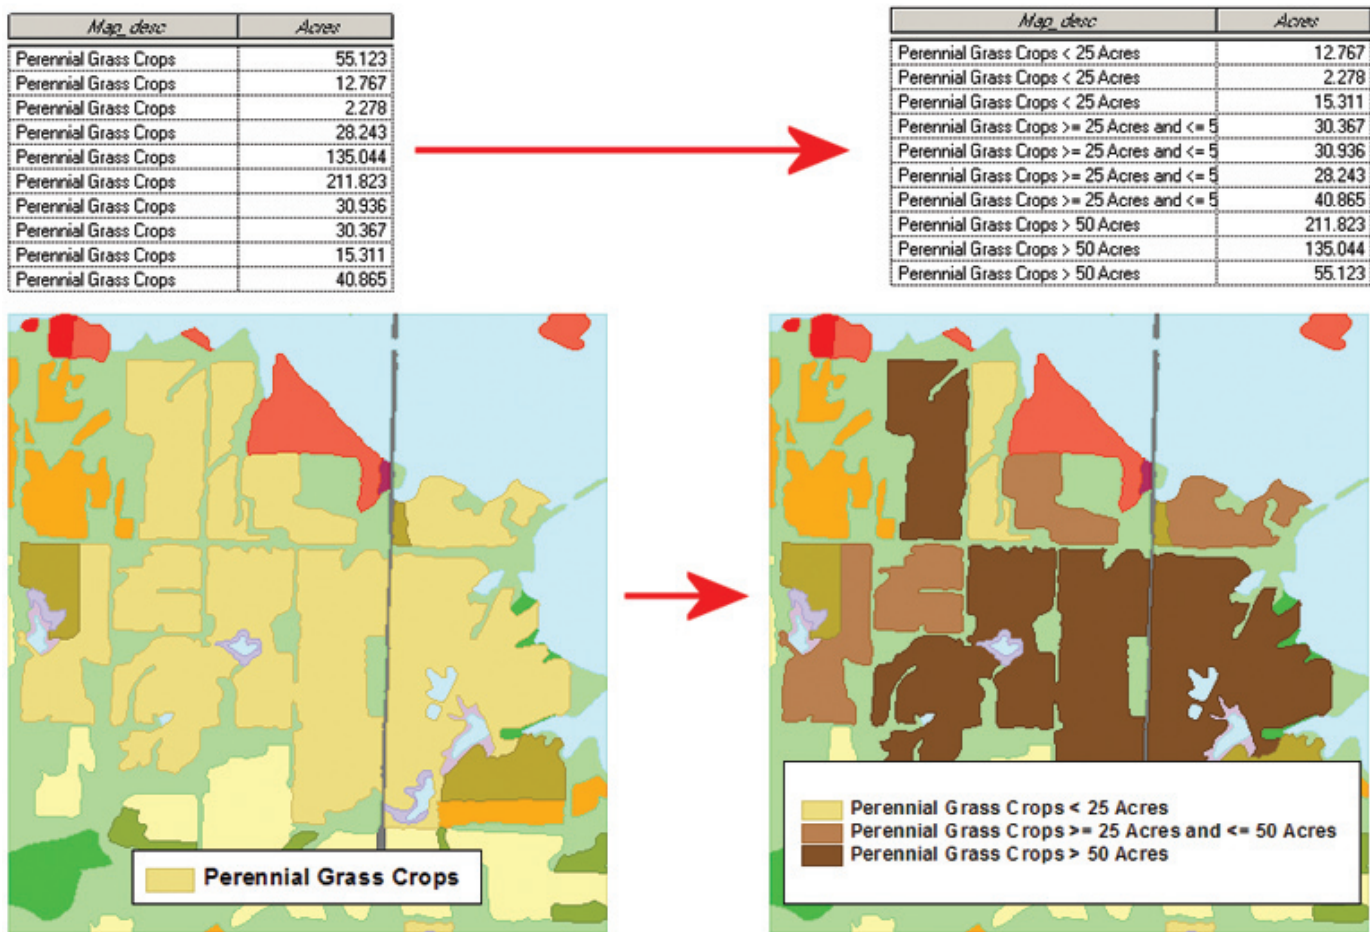 Map_desc Acres
Perennial Grass Crops 55.123
Perennial Grass Crops 12.767
Perennial Grass Crops 2.278
Perennial Grass Crops 28.243
Perennial Grass Crops 135.044
Perennial Grass Crops 211.823
Perennial Grass Crops 30.936
Perennial Grass Crops 30.367
Perennial Grass Crops 15.311
Perennial Grass Crops 40.865
Map_desc Acres
Perennial Grass Crops < 25 Acres 12.767
Perennial Grass Crops < 25 Acres 2.278
Perennial Grass Crops < 25 Acres 15.311
Perennial Grass Crops >= 25 Acres and <= 5 30.367
Perennial Grass Crops >= 25 Acres and <= 5 30.936
Perennial Grass Crops >= 25 Acres and <= 5 28.243
Perennial Grass Crops >= 25 Acres and <= 5 40.865
Perennial Grass Crops > 50 Acres 211.823
Perennial Grass Crops > 50 Acres 135.044
Perennial Grass Crops > 50 Acres 55.123
Perennial Grass Crops
Perennial Grass Crops < 25 Acres
Perennial Grass Crops >= 25 Acres and <= 50 Acres
Perennial Grass Crops > 50 Acres